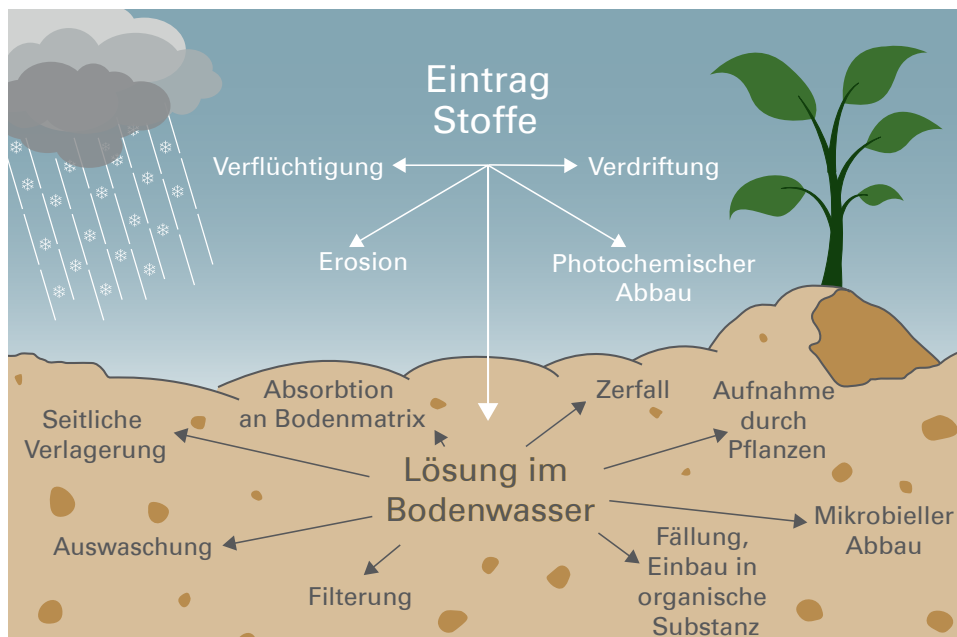 Eintrag
Stoffe
Verflüchtigung
Verdriftung
Erosion
Photochemischer
Abbau
Absorbtion
an Bodenmatrix
Zerfall
Aufnahme
durch
Pflanzen
Seitliche
Verlagerung
Lösung im
Bodenwasser
Mikrobieller
Abbau
Auswaschung
Fällung,
Einbau in
organische
Substanz
Filterung